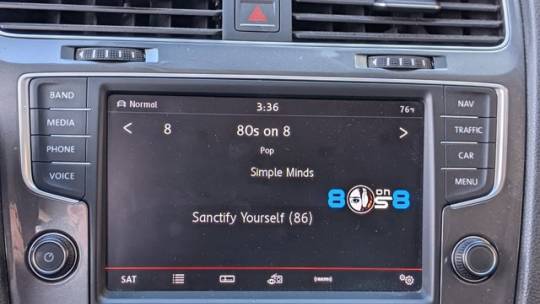 BAND
MEDIA
PHONE
VOICE
Normal 3:36 76°F
< 8 80s on 8 >
Pop
Simple Minds
8 on 8
Sanctify Yourself (86)
SAT
NAV
TRAFFIC
CAR
MENU